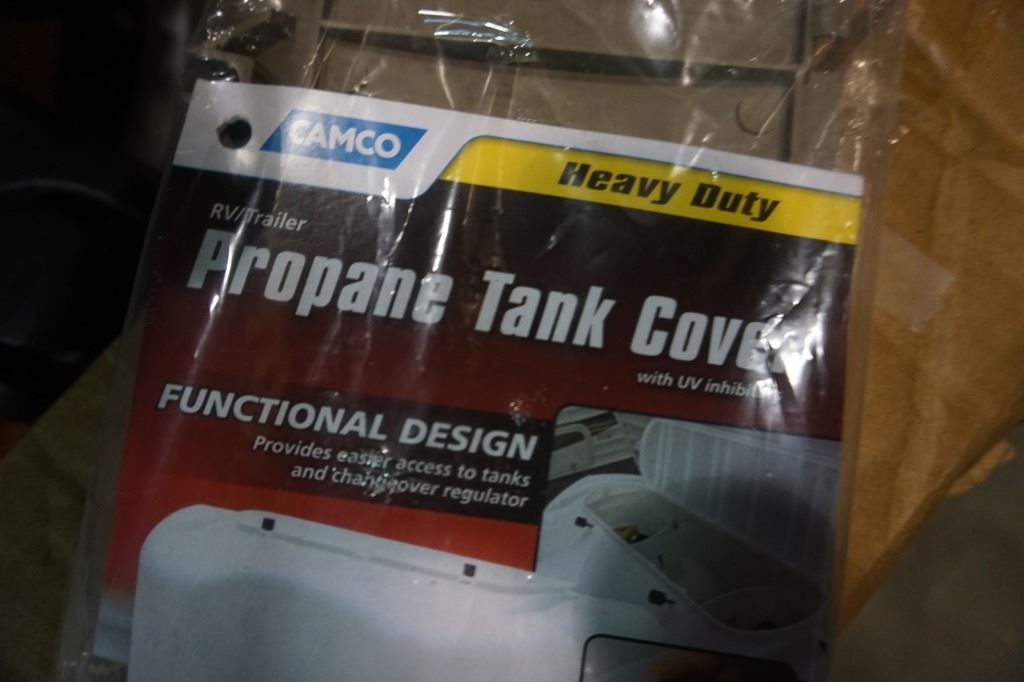 CAMCO
Heavy Duty
RV/Trailer
Propane Tank Cover
with UV
FUNCTIONAL DESIGN
Provides easier access to tanks
and changeover regulator